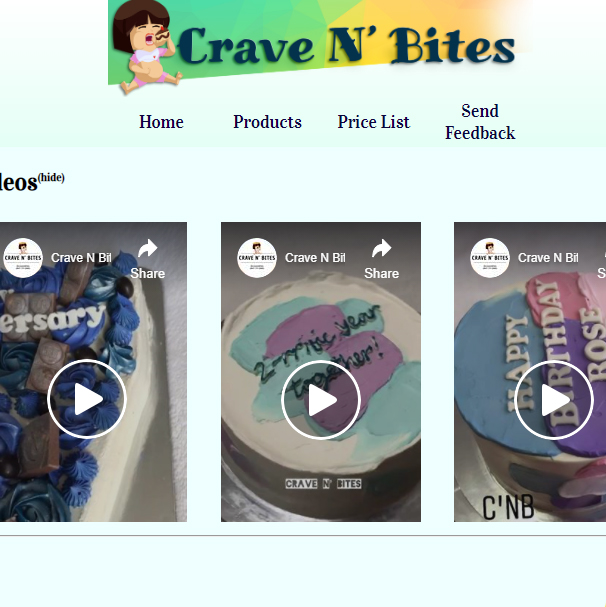 Crave N' Bites
Home
Products
Price List
Send
Feedback
leos(hide)
CRAVE N' BITES
Crave N Bi
Share
ersary
CRAVE N' BITES
Crave N Bi
Share
2-rrific year
together!
CRAVE N' BITES
CRAVE N' BITES
Crave N Bi
S
HAPPY
BIRTHDAY
ROSE
C'NB